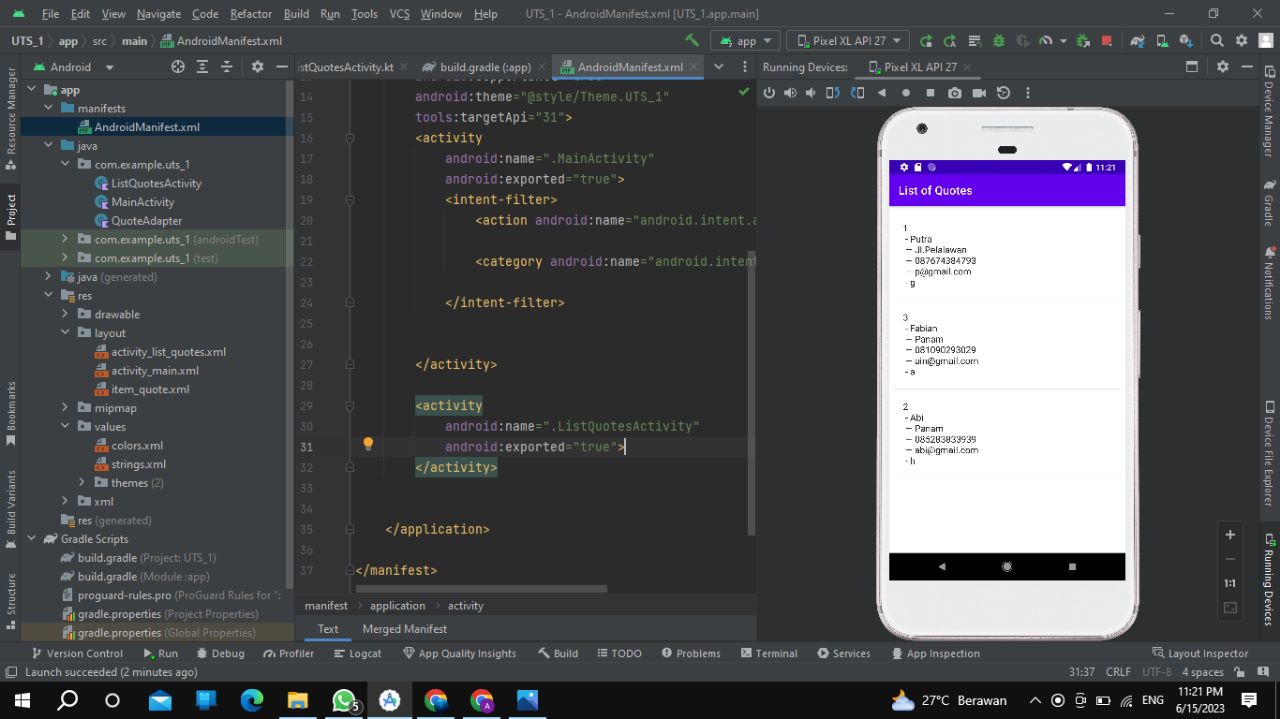 File Edit View Navigate Code Refactor Build Run Tools VCS Window Help UTS_1 - AndroidManifest.xml [UTS_1.app.main]
UTS_1 app src main AndroidManifest.xml
app Pixel XL API 27
Android
istQuotesActivity.kt build.gradle (:app) AndroidManifest.xml
Running Devices: Pixel XL API 27
Resource Manager
Project
Bookmarks
Build Variants
Structure
app
manifests
AndroidManifest.xml
java
com.example.uts_1
ListQuotesActivity
MainActivity
QuoteAdapter
com.example.uts_1 (androidTest)
com.example.uts_1 (test)
java (generated)
res
drawable
layout
activity_list_quotes.xml
activity_main.xml
item_quote.xml
mipmap
values
colors.xml
strings.xml
themes (2)
xml
res (generated)
Gradle Scripts
build.gradle (Project: UTS_1)
build.gradle (Module :app)
proguard-rules.pro (ProGuard Rules for ":
gradle.properties (Project Properties)
gradle.properties (Global Properties)
14 android:theme="@style/Theme.UTS_1"
15 tools:targetApi="31">
16 <activity
17 android:name=".MainActivity"
18 android:exported="true">
19 <intent-filter>
20 <action android:name="android.intent.a
21
22 <category android:name="android.intent
23
24 </intent-filter>
25
26
27 </activity>
28
29 <activity
30 android:name=".ListQuotesActivity"
31 android:exported="true">
32 </activity>
33
34
35 </application>
36
37 </manifest>
manifest application activity
Text Merged Manifest
11:21
List of Quotes
1
- Putra
— Jl.Pelalawan
— 087674384793
— p@gmail.com
- g
3
- Fabian
— Panam
— 081090293029
— uin@gmail.com
- a
2
- Abi
— Panam
— 085283833939
— abi@gmail.com
- h
+
1:1
Device Manager
Gradle
Notifications
Device File Explorer
Running Devices
Version Control Run Debug Profiler Logcat App Quality Insights Build TODO Problems Terminal Services App Inspection Layout Inspector
Launch succeeded (2 minutes ago) 31:37 CRLF UTF-8 4 spaces
5
27°C Berawan ENG
11:21 PM
6/15/2023